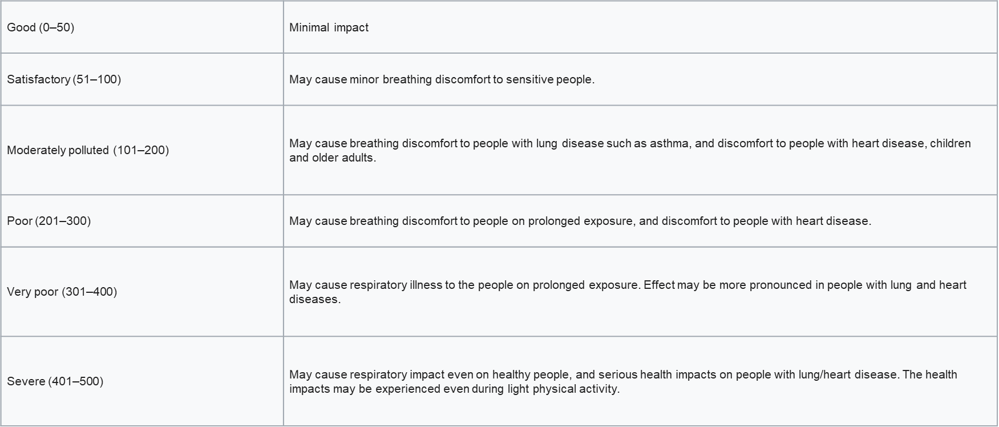 Good (0–50)
Minimal impact
Satisfactory (51–100)
May cause minor breathing discomfort to sensitive people.
Moderately polluted (101–200)
May cause breathing discomfort to people with lung disease such as asthma, and discomfort to people with heart disease, children
and older adults.
Poor (201–300)
May cause breathing discomfort to people on prolonged exposure, and discomfort to people with heart disease.
Very poor (301–400)
May cause respiratory illness to the people on prolonged exposure. Effect may be more pronounced in people with lung and heart
diseases.
Severe (401–500)
May cause respiratory impact even on healthy people, and serious health impacts on people with lung/heart disease. The health
impacts may be experienced even during light physical activity.